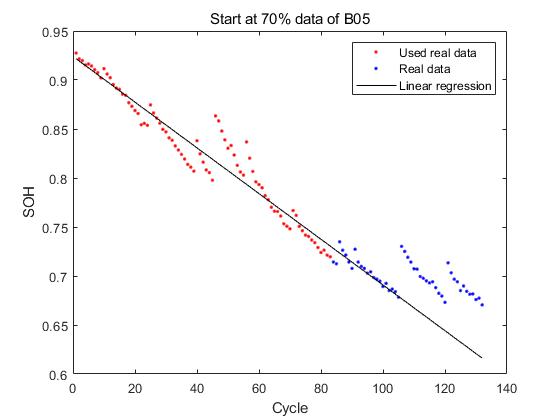 Start at 70% data of B05
0.95
0.9
0.85
0.8
0.75
0.7
0.65
0.6
SOH
Used real data
Real data
Linear regression
0 20 40 60 80 100 120 140
Cycle